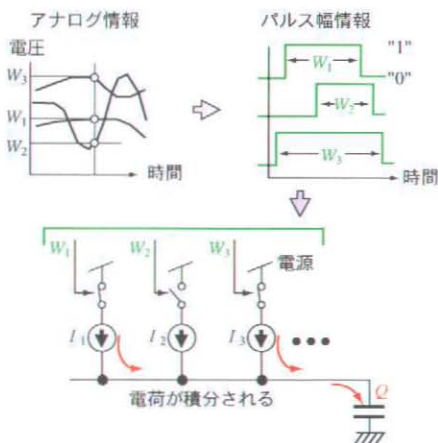 アナログ情報
電圧
W3
W1
W2
時間
パルス幅情報
"1"
"0"
W1
W2
W3
時間
W1
W2
W3
電源
I1
I2
I3
電荷が積分される
Q